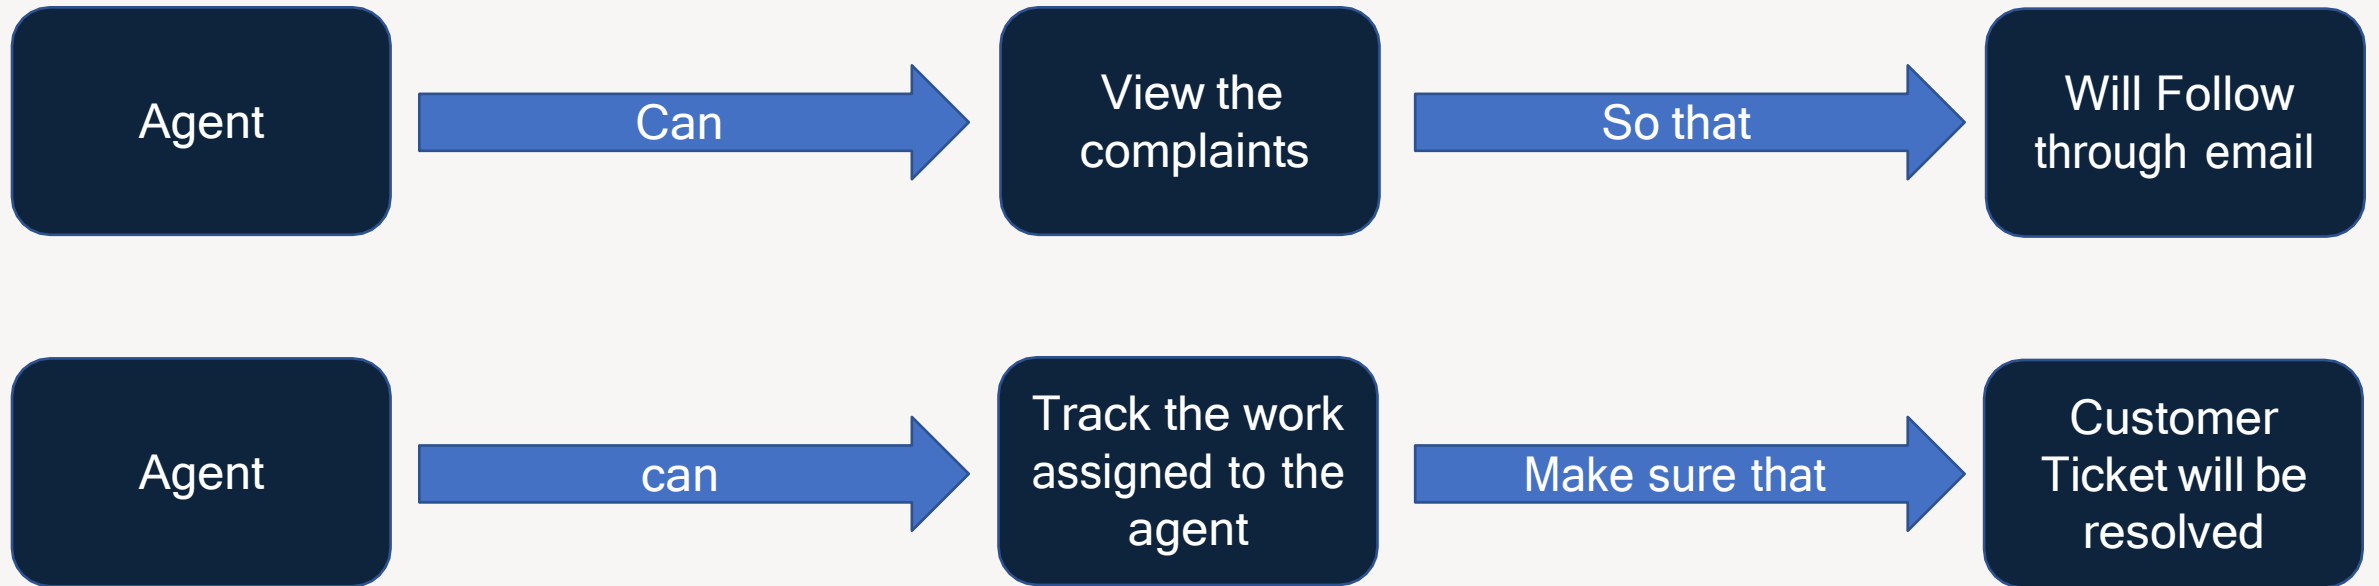 Agent
Can
View the
complaints
So that
Will Follow
through email
Agent
can
Track the work
assigned to the
agent
Make sure that
Customer
Ticket will be
resolved